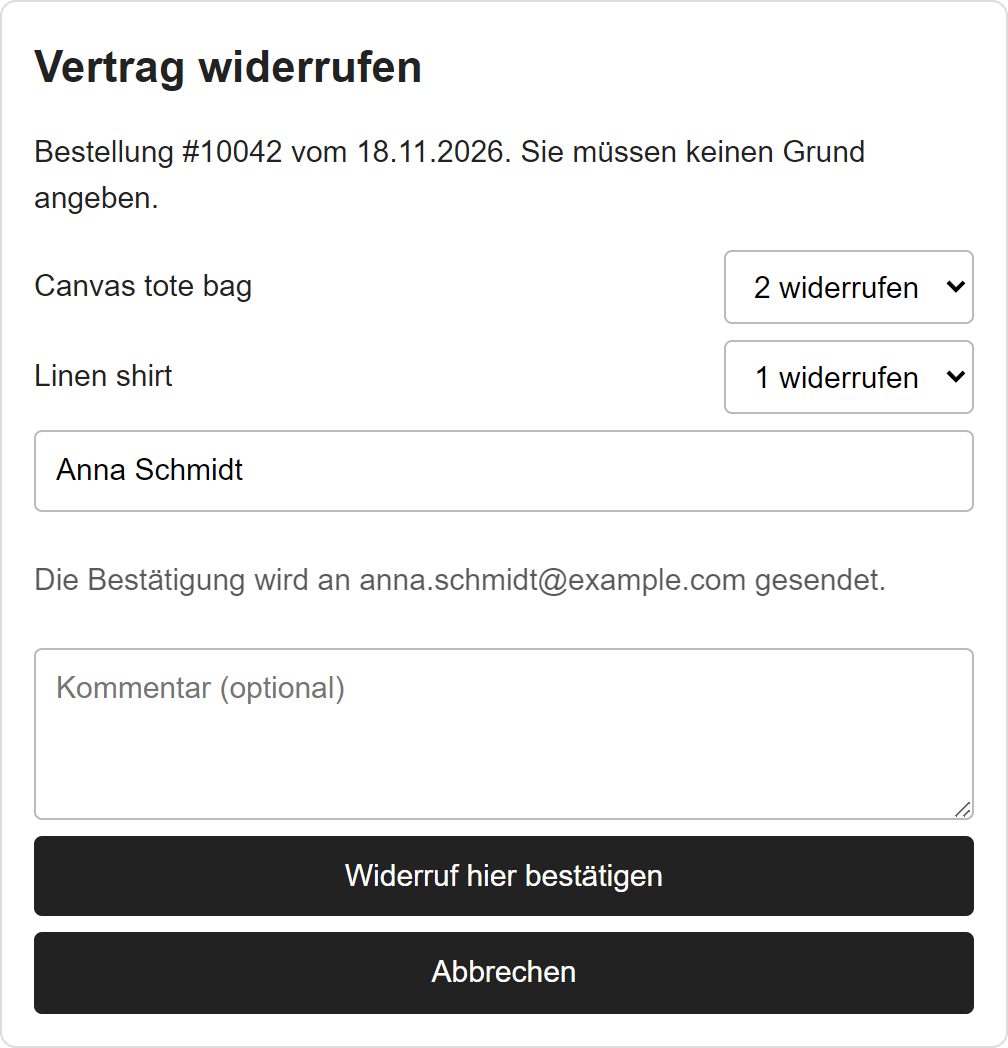 Vertrag widerrufen
Bestellung #10042 vom 18.11.2026. Sie müssen keinen Grund
angeben.
Canvas tote bag
2 widerrufen
Linen shirt
1 widerrufen
Anna Schmidt
Die Bestätigung wird an anna.schmidt@example.com gesendet.
Kommentar (optional)
Widerruf hier bestätigen
Abbrechen